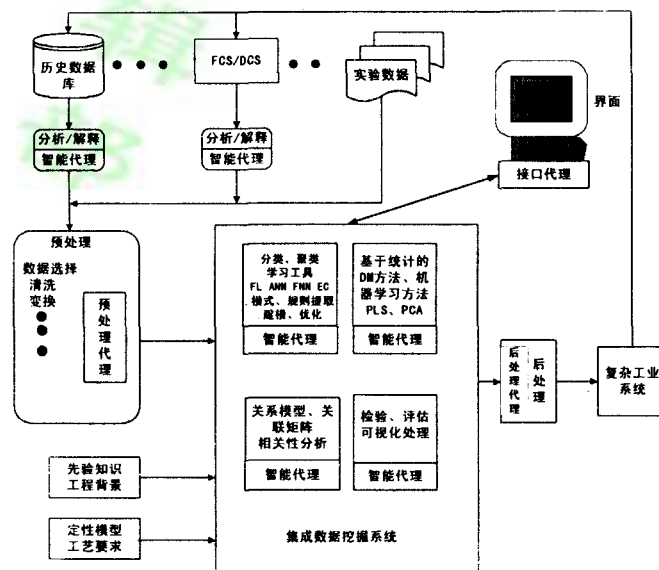 历史数据
库
FCS/DCS
实验数据
界面
分析/解释
智能代理
分析/解释
智能代理
接口代理
预处理
数据选择
清洗
变换
预处理代理
分类、聚类
学习工具
FL ANN FNN EC
模式、规则提取
建模、优化
智能代理
基于统计的
DM方法、机
器学习方法
PLS、PCA
智能代理
后处理代理
后处理
复杂工业
系统
关系模型、关
联矩阵
相关性分析
智能代理
检验、评估
可视化处理
智能代理
先验知识
工程背景
定性模型
工艺要求
集成数据挖掘系统